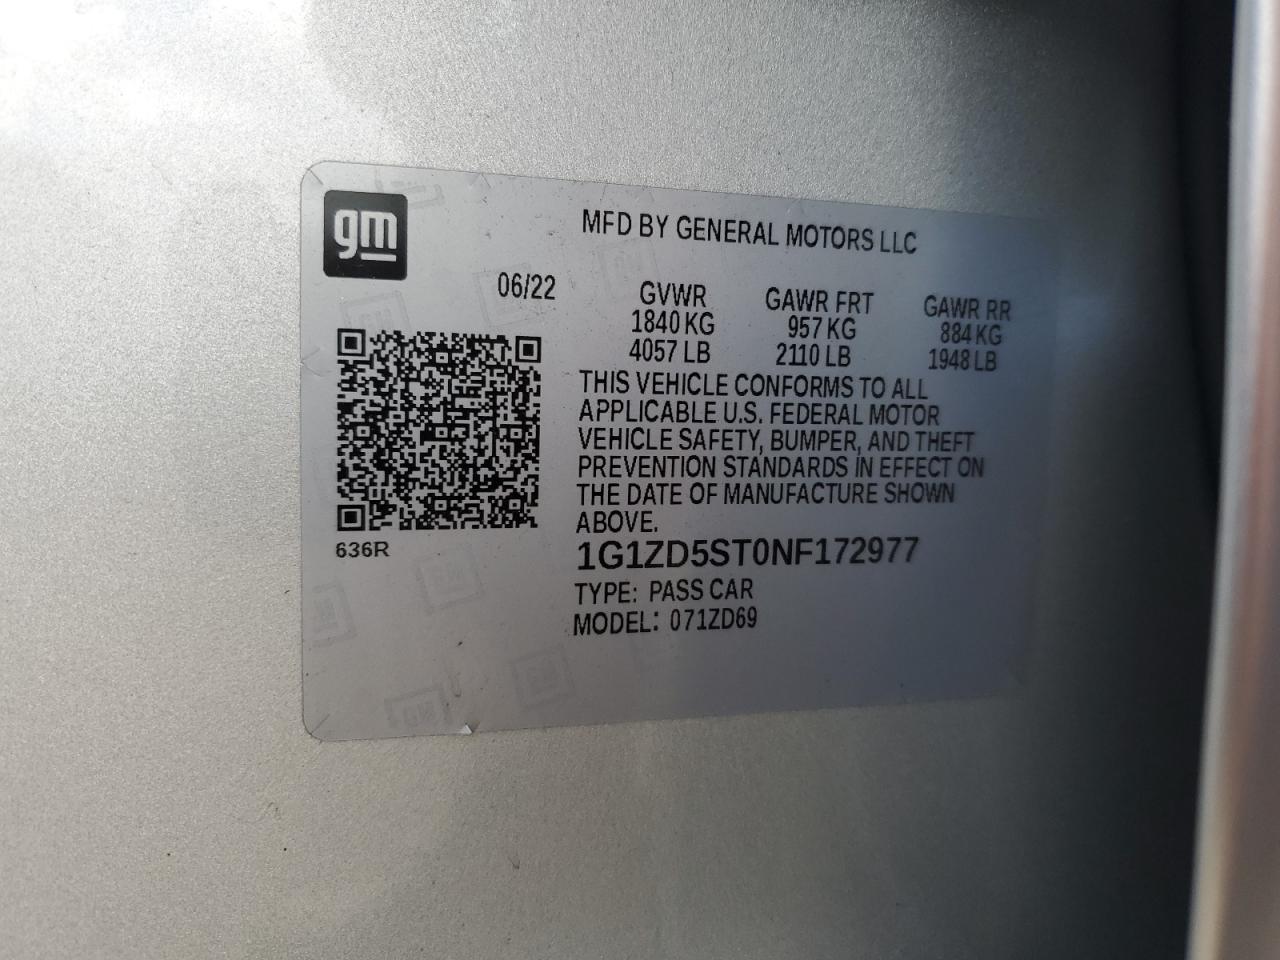 gm
MFD BY GENERAL MOTORS LLC
06/22
GVWR GAWR FRT GAWR RR
1840 KG 957 KG 884 KG
4057 LB 2110 LB 1948 LB
THIS VEHICLE CONFORMS TO ALL
APPLICABLE U.S. FEDERAL MOTOR
VEHICLE SAFETY, BUMPER, AND THEFT
PREVENTION STANDARDS IN EFFECT ON
THE DATE OF MANUFACTURE SHOWN
ABOVE.
636R
1G1ZD5ST0NF172977
TYPE: PASS CAR
MODEL: 071ZD69